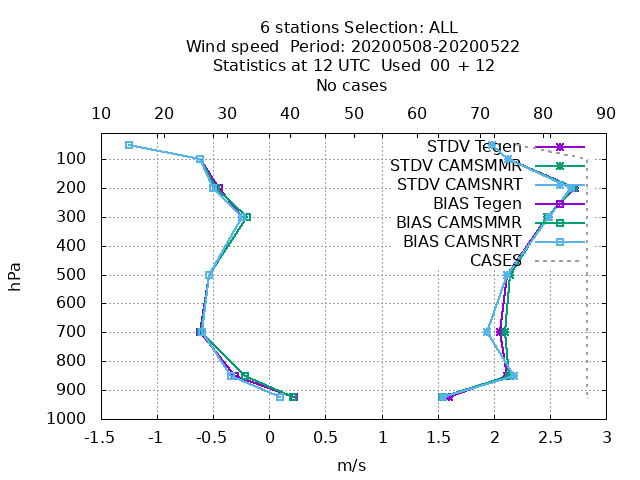 6 stations Selection: ALL
Wind speed  Period: 20200508-20200522
Statistics at 12 UTC  Used  00 + 12
No cases
10 20 30 40 50 60 70 80 90
STDV Tegen
STDV CAMSMMR
STDV CAMSNRT
BIAS Tegen
BIAS CAMSMMR
BIAS CAMSNRT
CASES
hPa
100
200
300
400
500
600
700
800
900
1000
-1.5 -1 -0.5 0 0.5 1 1.5 2 2.5 3
m/s